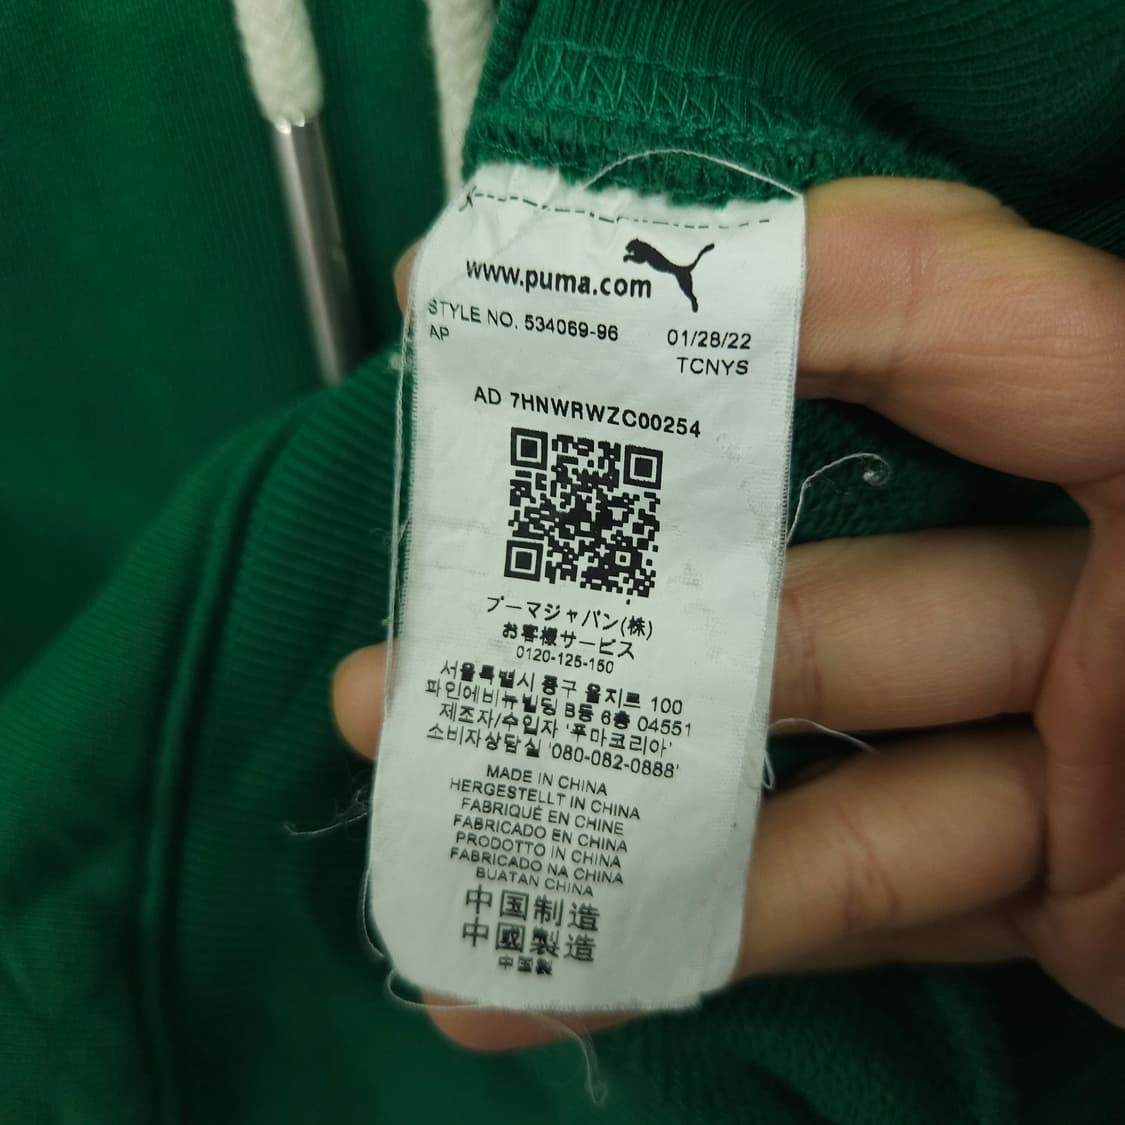 www.puma.com
STYLE NO. 534069-96 01/28/22
AP TCNYS
AD 7HNWRWZC00254
プーマジャパン(株)
お客様サービス
0120-125-150
서울특별시 중구 을지로 100
파인에비뉴빌딩 B동 6층 04551
제조자/수입자 '푸마코리아'
소비자상담실 '080-082-0888'
MADE IN CHINA
HERGESTELLT IN CHINA
FABRIQUÉ EN CHINE
FABRICADO EN CHINA
PRODOTTO IN CHINA
FABRICADO NA CHINA
BUATAN CHINA
中国制造
中國製造
中国製